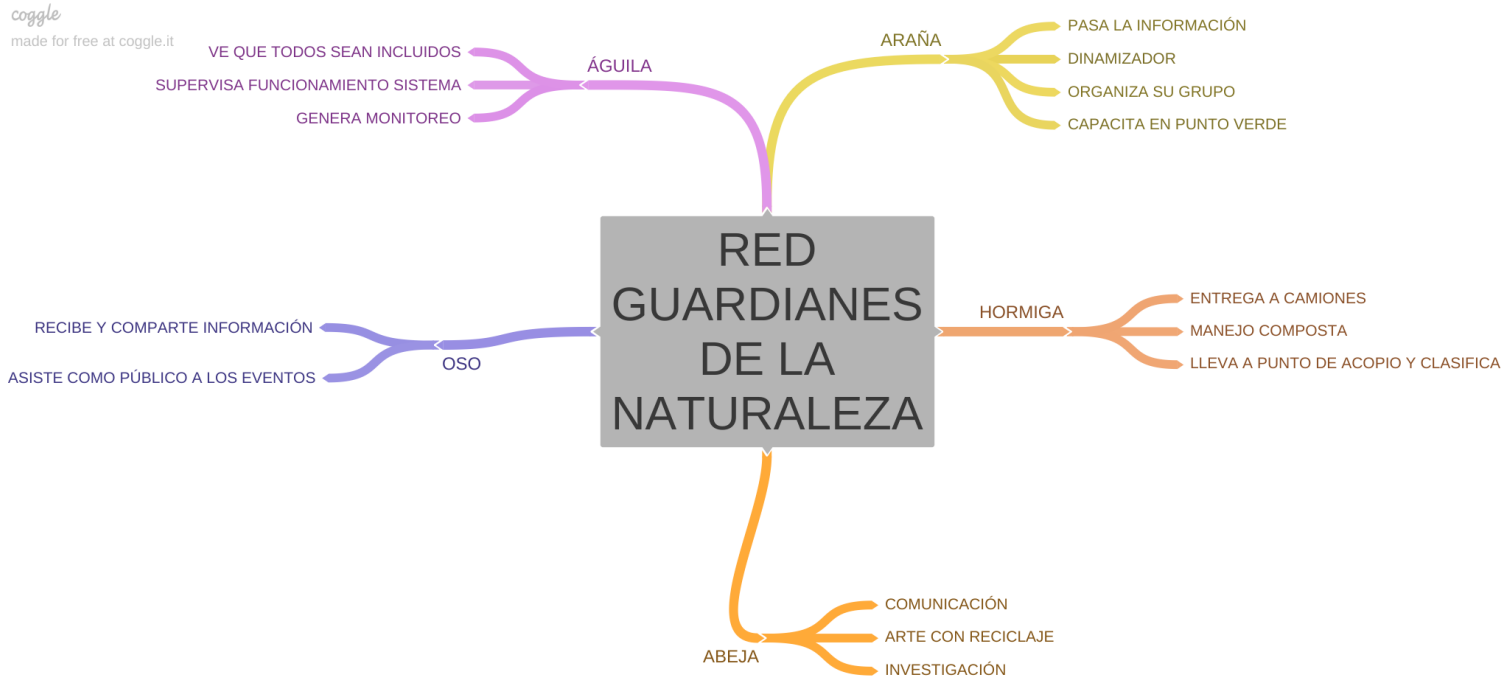 coggle
made for free at coggle.it
ÁGUILA
VE QUE TODOS SEAN INCLUIDOS
SUPERVISA FUNCIONAMIENTO SISTEMA
GENERA MONITOREO
ARAÑA
PASA LA INFORMACIÓN
DINAMIZADOR
ORGANIZA SU GRUPO
CAPACITA EN PUNTO VERDE
RED
GUARDIANES
DE LA
NATURALEZA
HORMIGA
ENTREGA A CAMIONES
MANEJO COMPOSTA
LLEVA A PUNTO DE ACOPIO Y CLASIFICA
OSO
RECIBE Y COMPARTE INFORMACIÓN
ASISTE COMO PÚBLICO A LOS EVENTOS
ABEJA
COMUNICACIÓN
ARTE CON RECICLAJE
INVESTIGACIÓN